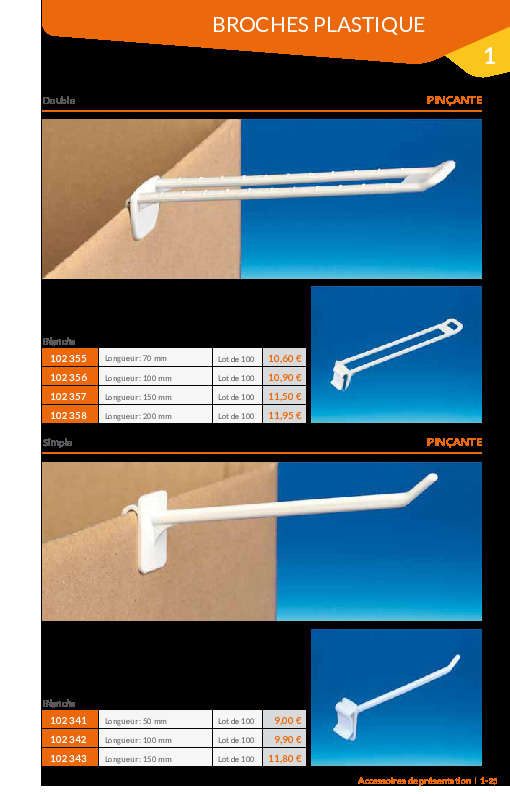 BROCHES PLASTIQUE
1
Double PINÇANTE
Blanche
102 355 Longueur : 70 mm Lot de 100 10,60 €
102 356 Longueur : 100 mm Lot de 100 10,90 €
102 357 Longueur : 150 mm Lot de 100 11,50 €
102 358 Longueur : 200 mm Lot de 100 11,95 €
Simple PINÇANTE
Blanche
102 341 Longueur : 50 mm Lot de 100 9,00 €
102 342 Longueur : 100 mm Lot de 100 9,90 €
102 343 Longueur : 150 mm Lot de 100 11,80 €
Accessoires de présentation | 1-25